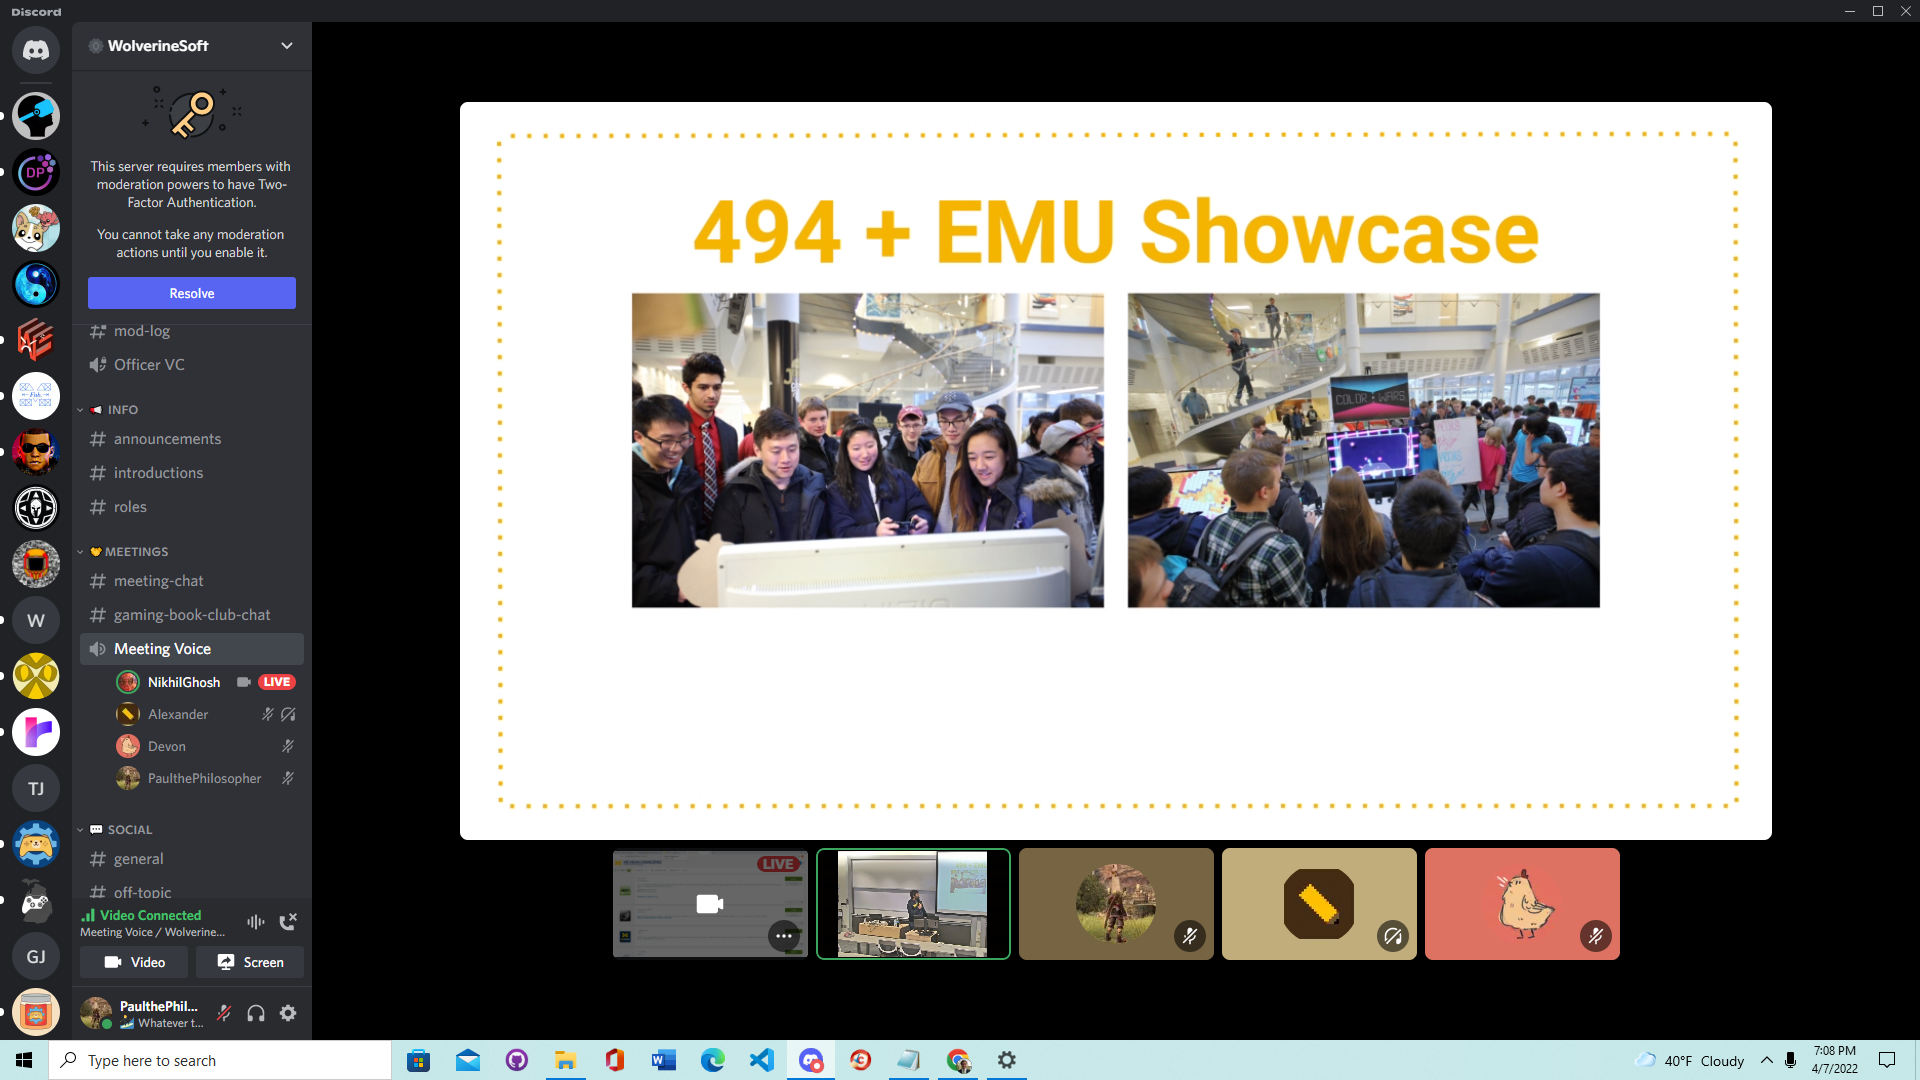 Discord
WolverineSoft
This server requires members with
moderation powers to have Two-
Factor Authentication.
You cannot take any moderation
actions until you enable it.
Resolve
mod-log
Officer VC
INFO
announcements
introductions
roles
MEETINGS
meeting-chat
gaming-book-club-chat
Meeting Voice
NikhilGhosh
LIVE
Alexander
Devon
PaulthePhilosopher
SOCIAL
general
off-topic
Video Connected
Meeting Voice / Wolverine...
Video
Screen
PaulthePhil...
Whatever t...
DP
W
TJ
GJ
494 + EMU Showcase
COLOR WARS
LIVE
Type here to search
40°F Cloudy
7:08 PM
4/7/2022